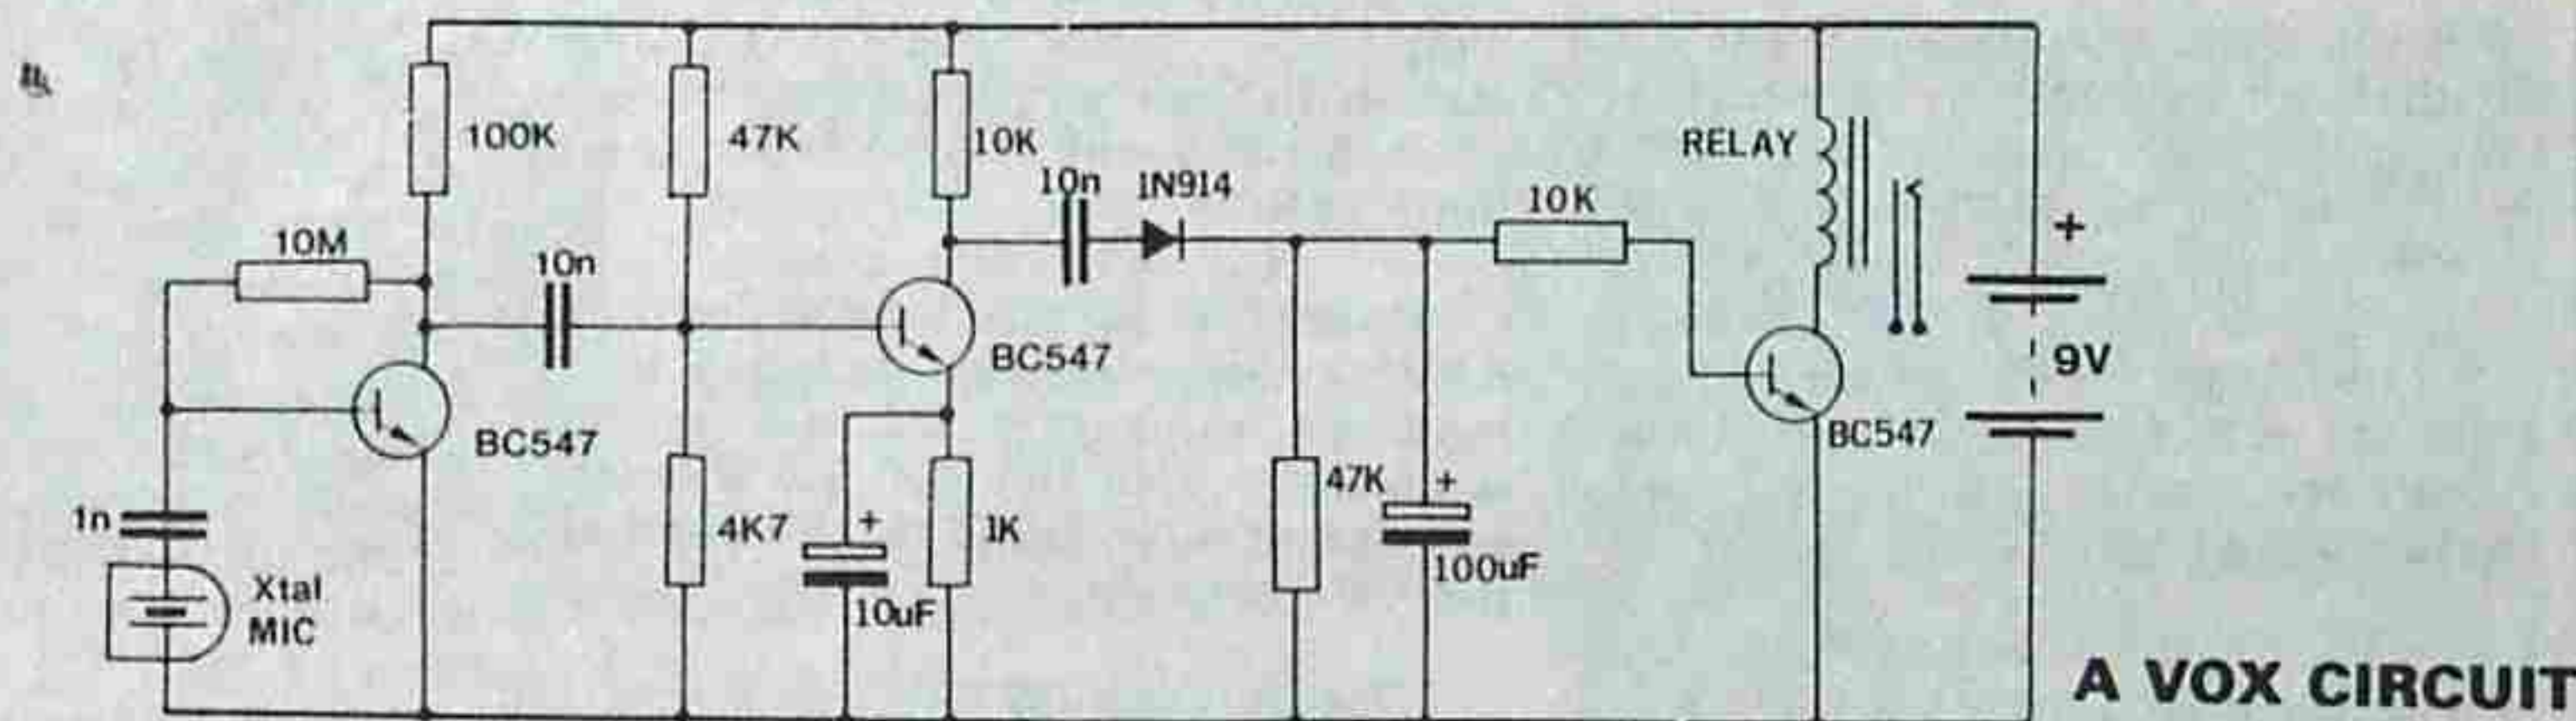 100K
47K
10K
10n
1N914
RELAY
10K
10M
10n
+
BC547
9V
BC547
BC547
1n
Xtal
MIC
4K7
+
10uF
1K
47K
+
100uF
A VOX CIRCUIT